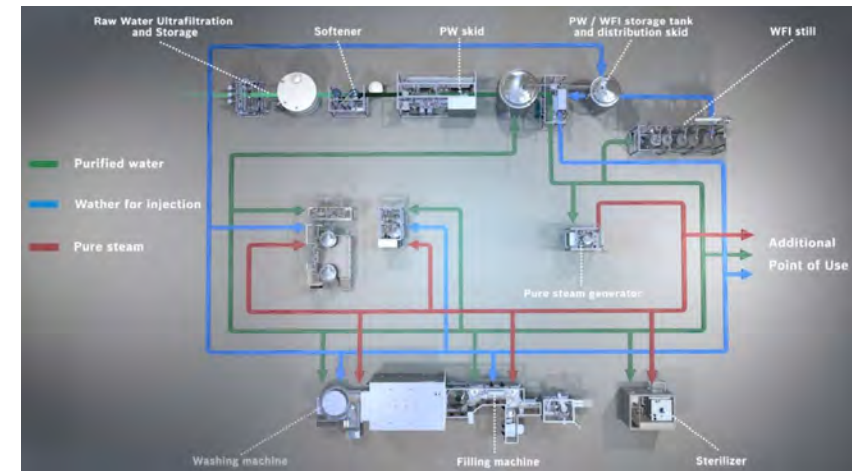 Raw Water Ultrafiltration
and Storage
Softener
PW skid
PW / WFI storage tank
and distribution skid
WFI still
Purified water
Wather for injection
Pure steam
Additional
Point of Use
Pure steam generator
Washing machine
Filling machine
Sterilizer